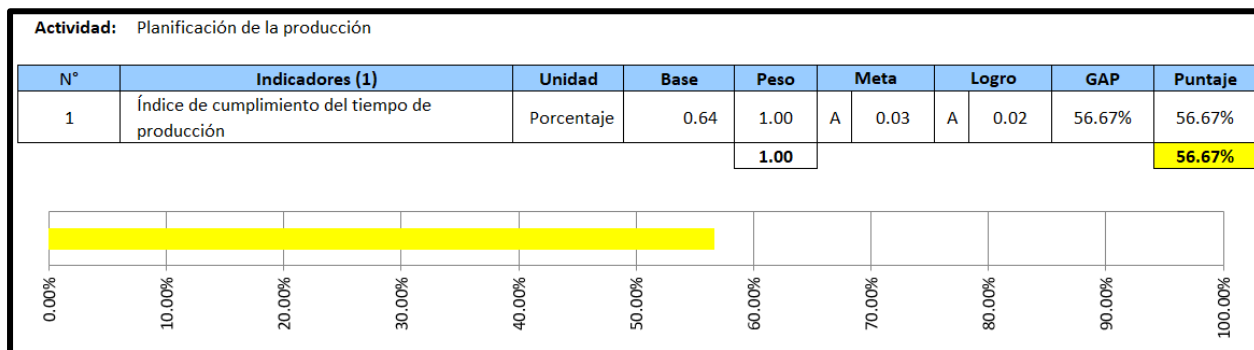 Actividad: Planificación de la producción
N° Indicadores (1) Unidad Base Peso Meta Logro GAP Puntaje
1 Índice de cumplimiento del tiempo de producción Porcentaje 0.64 1.00 A 0.03 A 0.02 56.67% 56.67%
1.00 56.67%
0.00% 10.00% 20.00% 30.00% 40.00% 50.00% 60.00% 70.00% 80.00% 90.00% 100.00%